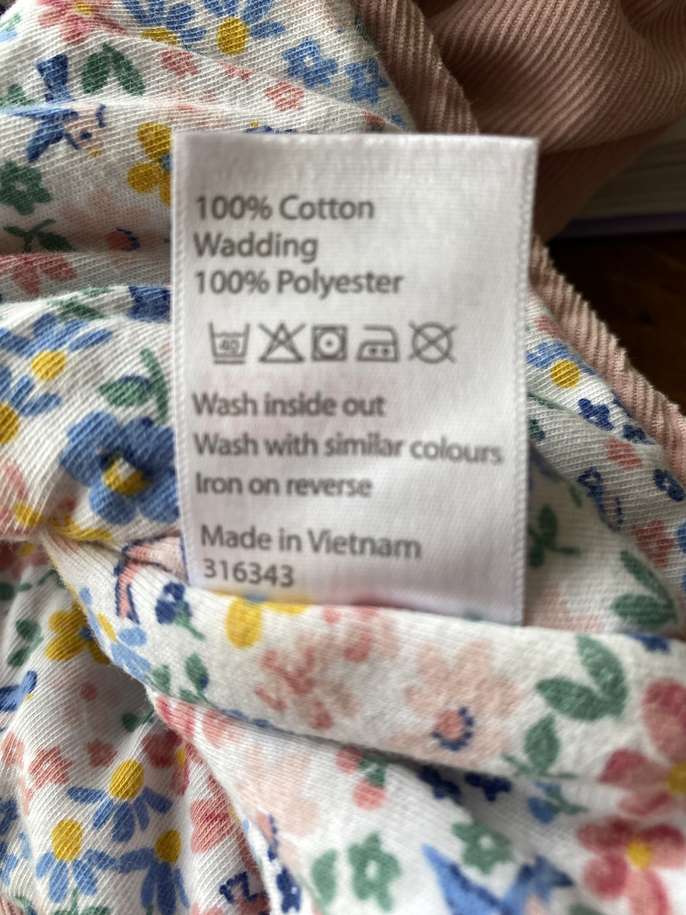 100% Cotton
Wadding
100% Polyester
40
Wash inside out
Wash with similar colours
Iron on reverse
Made in Vietnam
316343